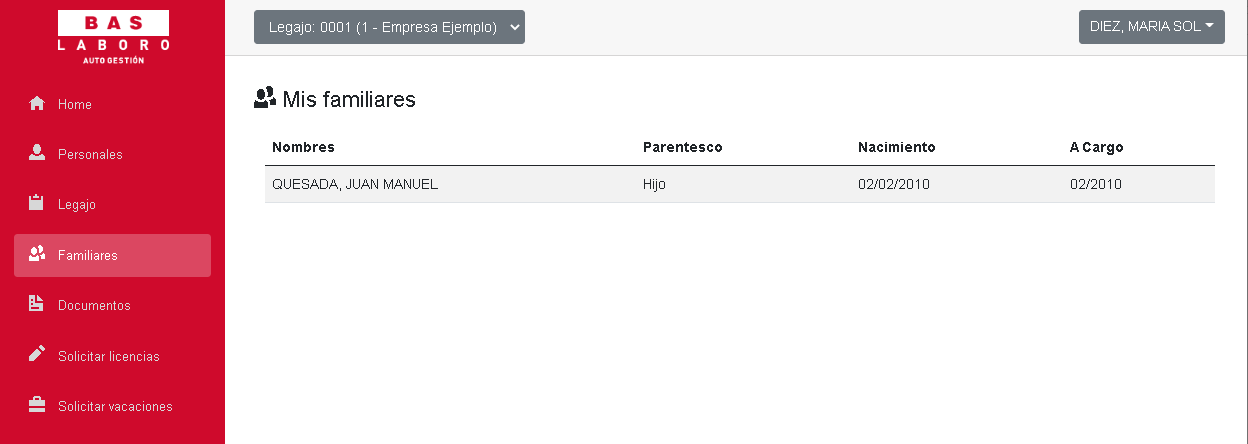 BAS
LABORO
AUTOGESTIÓN
Home
Personales
Legajo
Familiares
Documentos
Solicitar licencias
Solicitar vacaciones
Legajo: 0001 (1 - Empresa Ejemplo)
DIEZ, MARIA SOL
Mis familiares
Nombres Parentesco Nacimiento A Cargo
QUESADA, JUAN MANUEL Hijo 02/02/2010 02/2010